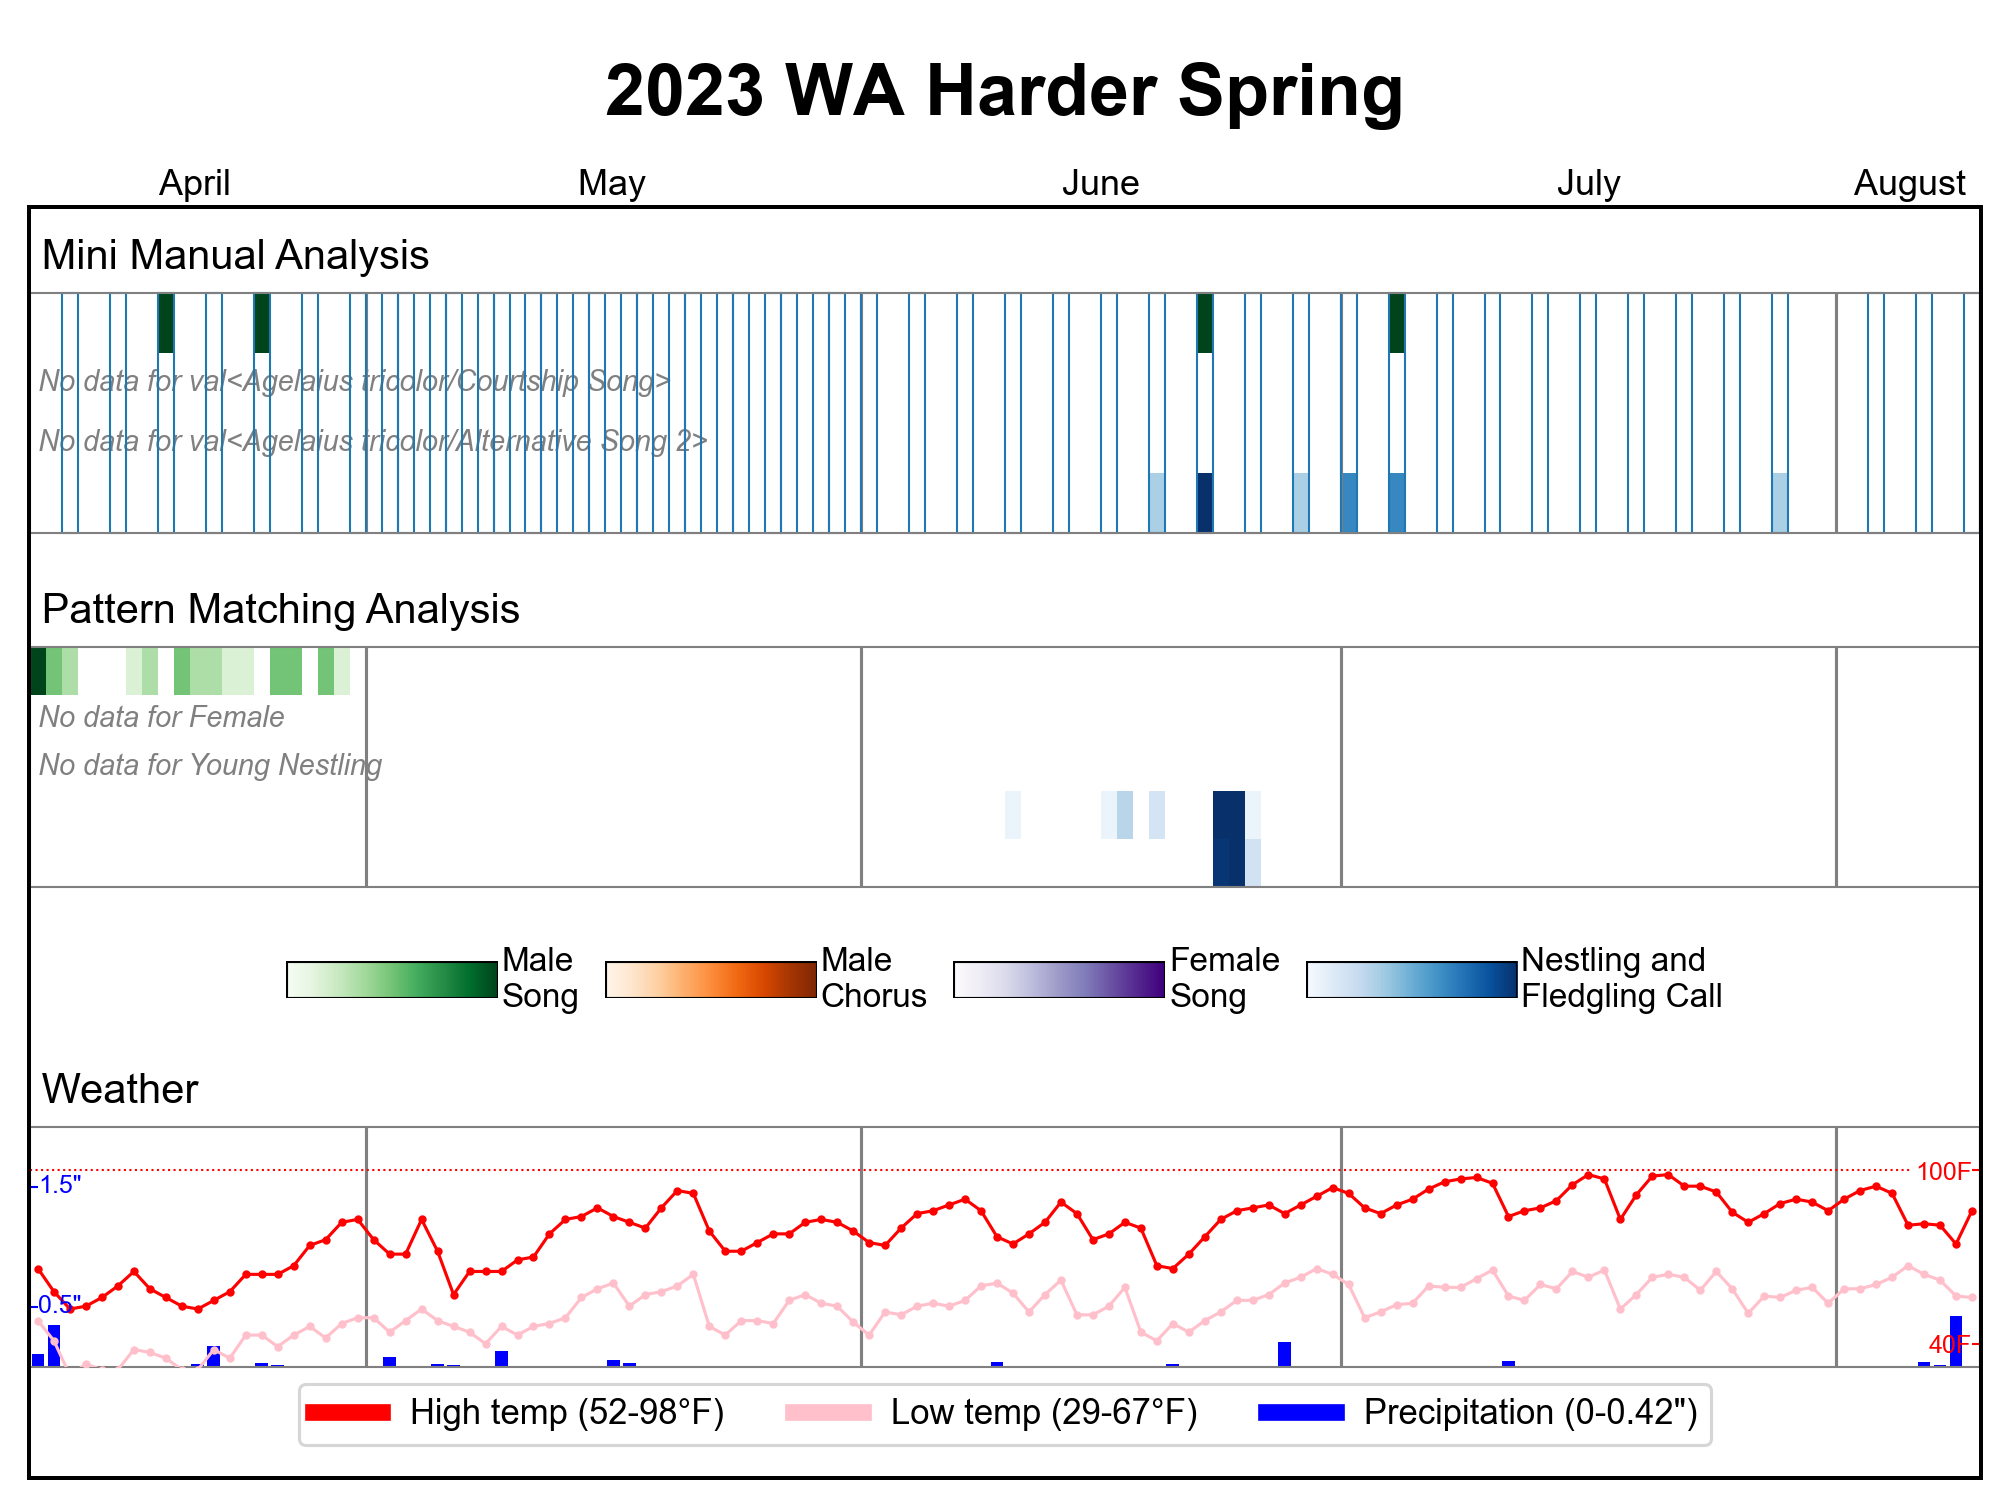 2023 WA Harder Spring
April May June July August
Mini Manual Analysis
No data for val<Agelaius tricolor/Courtship Song>
No data for val<Agelaius tricolor/Alternative Song 2>
Pattern Matching Analysis
No data for Female
No data for Young Nestling
Male
Song
Male
Chorus
Female
Song
Nestling and
Fledgling Call
Weather
1.5"
100F
0.5"
40F
High temp (52-98°F) Low temp (29-67°F) Precipitation (0-0.42")